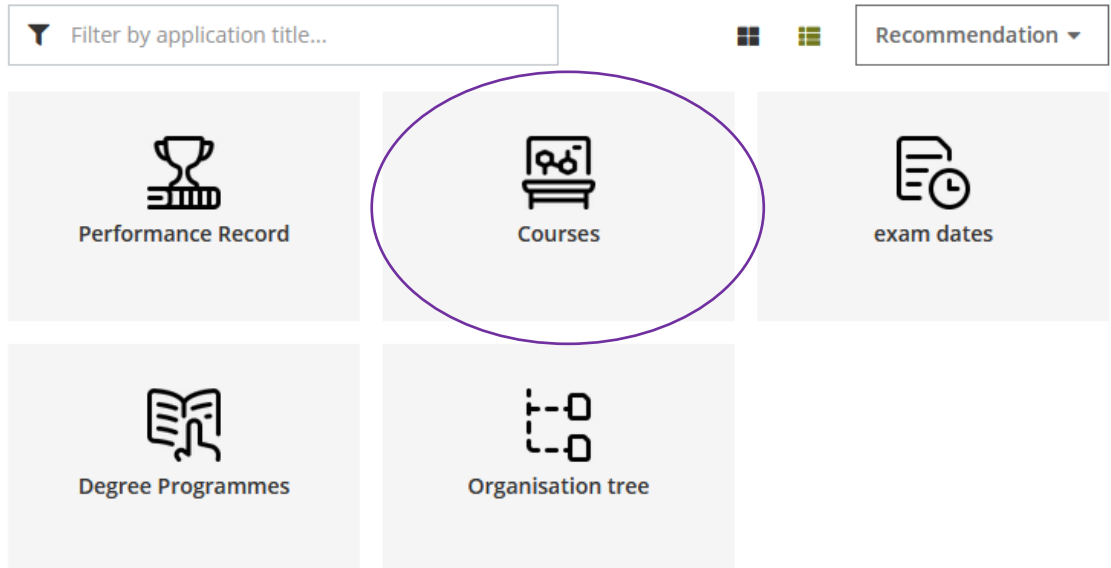 Filter by application title...
Recommendation
Performance Record
Courses
exam dates
Degree Programmes
Organisation tree